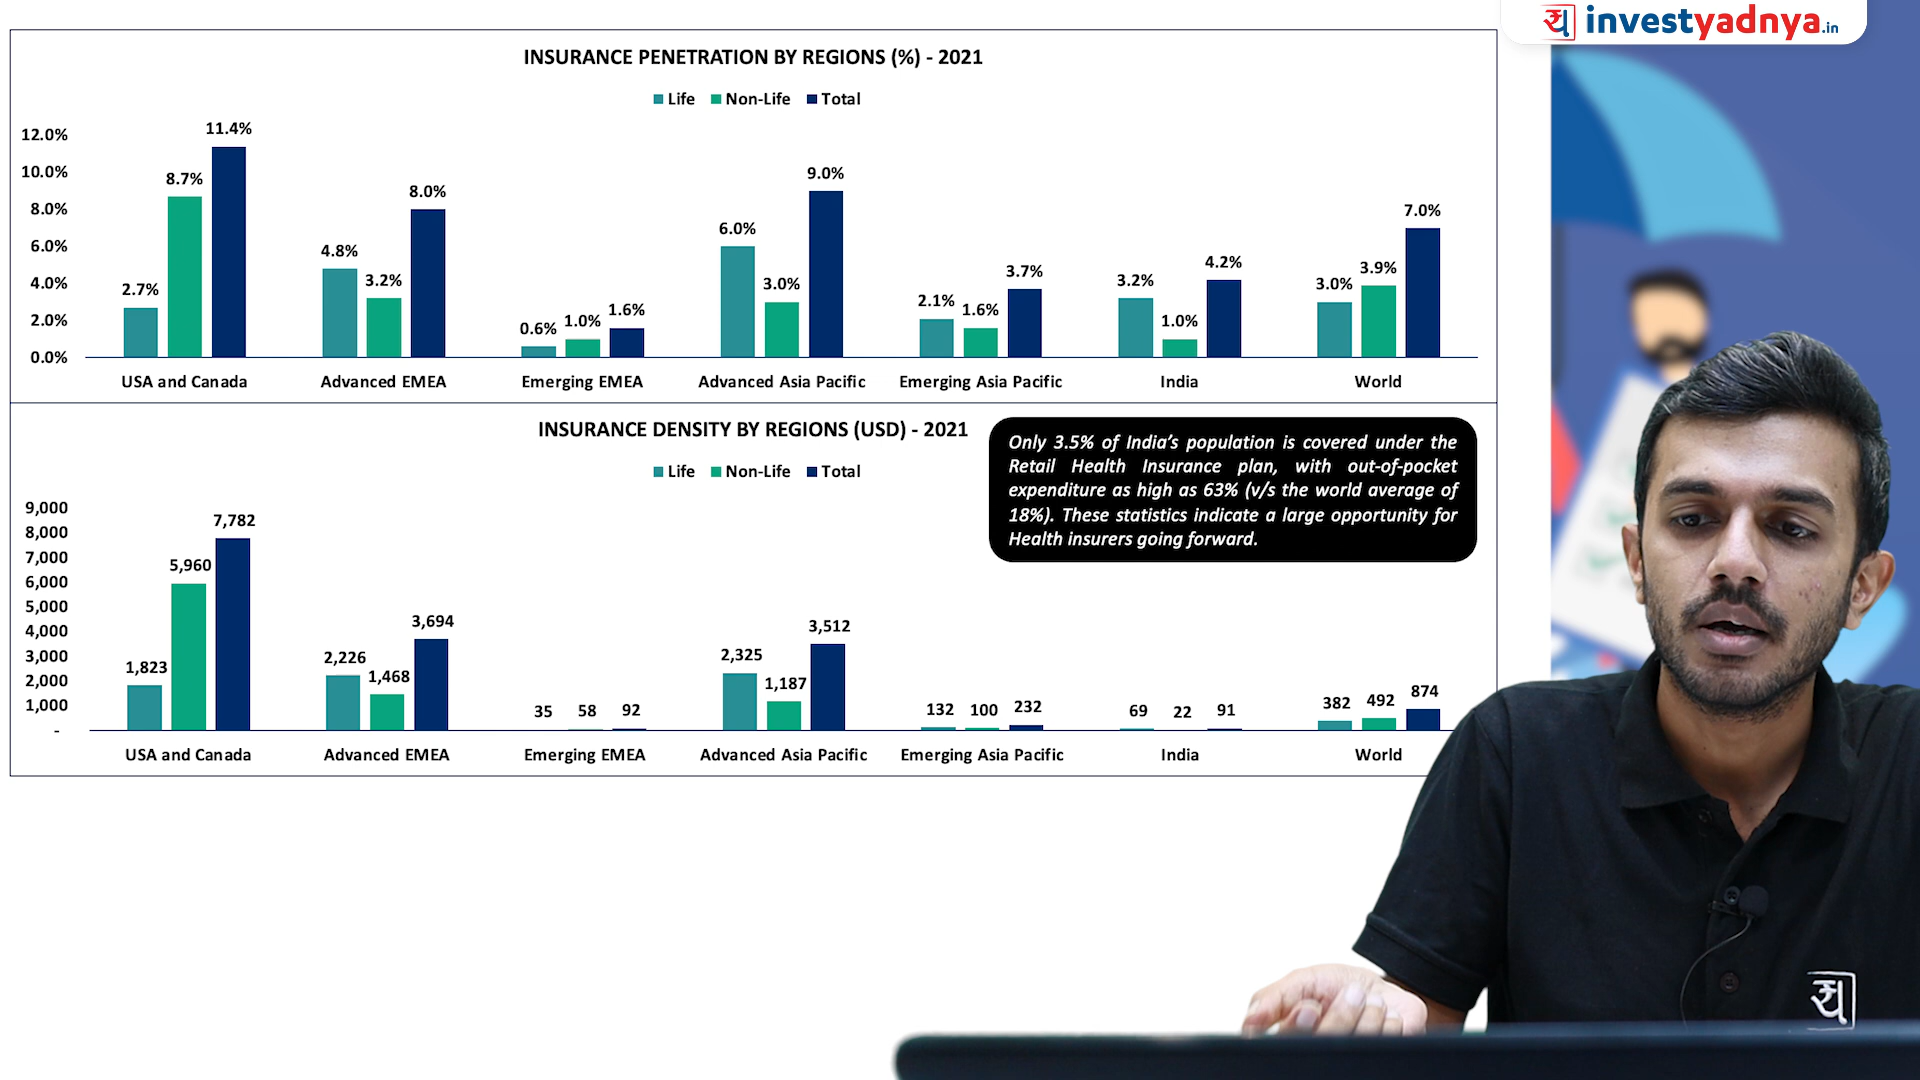 investyadnya.in
INSURANCE PENETRATION BY REGIONS (%) - 2021
Life Non-Life Total
12.0%
10.0%
8.0%
6.0%
4.0%
2.0%
0.0%
2.7% 8.7% 11.4%
4.8% 3.2% 8.0%
0.6% 1.0% 1.6%
6.0% 3.0% 9.0%
2.1% 1.6% 3.7%
3.2% 1.0% 4.2%
3.0% 3.9% 7.0%
USA and Canada Advanced EMEA Emerging EMEA Advanced Asia Pacific Emerging Asia Pacific India World
INSURANCE DENSITY BY REGIONS (USD) - 2021
Life Non-Life Total
Only 3.5% of India’s population is covered under the
Retail Health Insurance plan, with out-of-pocket
expenditure as high as 63% (v/s the world average of
18%). These statistics indicate a large opportunity for
Health insurers going forward.
9,000
8,000
7,000
6,000
5,000
4,000
3,000
2,000
1,000
-
1,823 5,960 7,782
2,226 1,468 3,694
35 58 92
2,325 1,187 3,512
132 100 232
69 22 91
382 492 874
USA and Canada Advanced EMEA Emerging EMEA Advanced Asia Pacific Emerging Asia Pacific India World